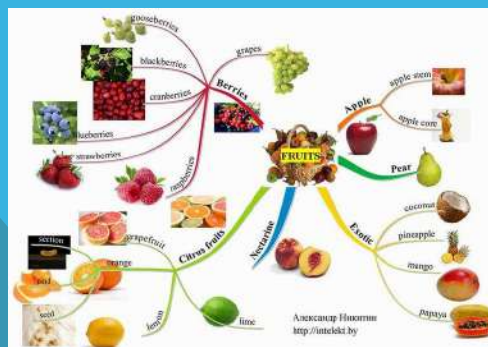 gooseberries
blackberries
cranberries
blueberries
strawberries
raspberries
grapes
Berries
FRUITS
Apple
apple stem
apple core
Pear
Exotic
coconut
pineapple
mango
papaya
Nectarine
Citrus fruits
grapefruit
orange
section
seed
lemon
lime
Александр Никитин
http://intelekt.by